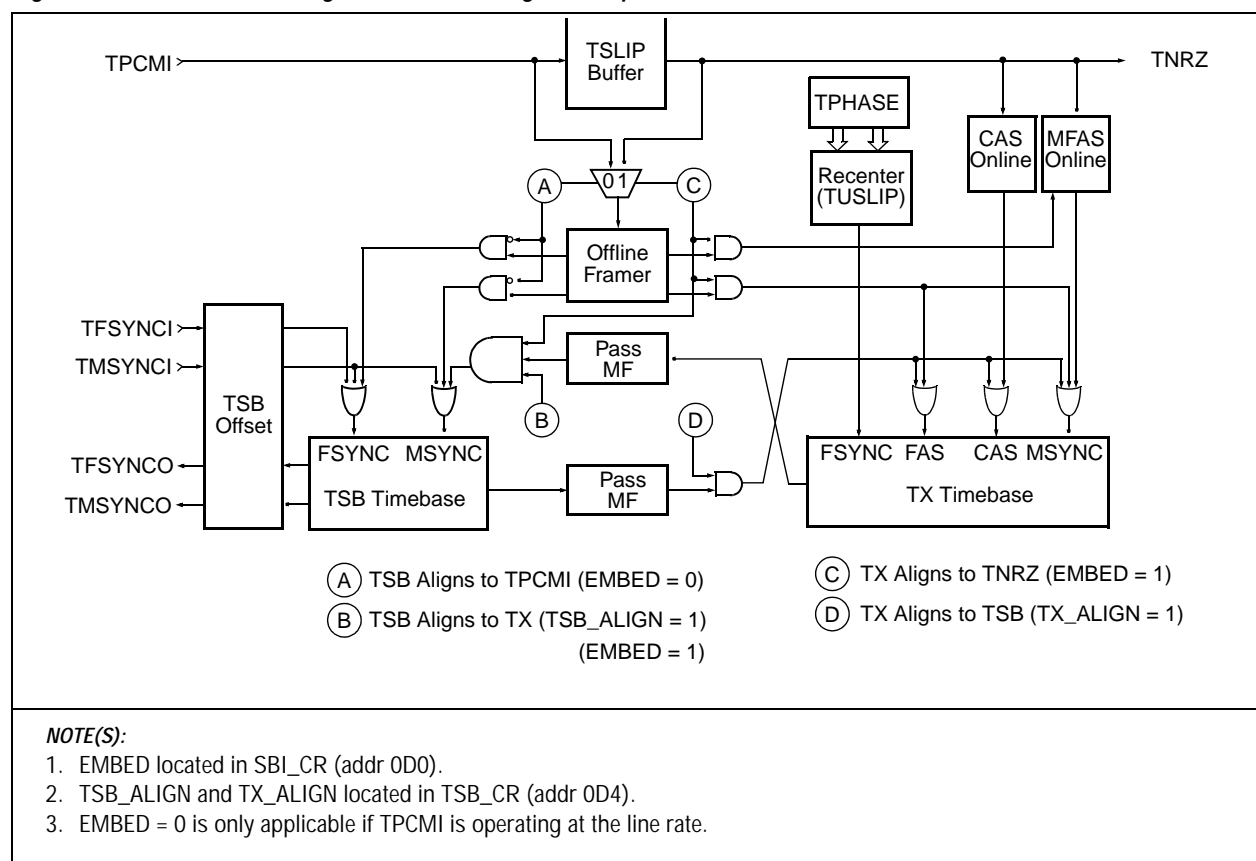 TPCMI
TSLIP
Buffer
TNRZ
TPHASE
CAS
Online
MFAS
Online
Recenter
(TUSLIP)
A
0 1
C
Offline
Framer
TFSYNCI
TMSYNCI
Pass
MF
TSB
Offset
B
D
TFSYNCO
TMSYNCO
FSYNC MSYNC
TSB Timebase
Pass
MF
FSYNC FAS CAS MSYNC
TX Timebase
A TSB Aligns to TPCMI (EMBED = 0)
B TSB Aligns to TX (TSB_ALIGN = 1)
(EMBED = 1)
C TX Aligns to TNRZ (EMBED = 1)
D TX Aligns to TSB (TX_ALIGN = 1)
NOTE(S):
1. EMBED located in SBI_CR (addr 0D0).
2. TSB_ALIGN and TX_ALIGN located in TSB_CR (addr 0D4).
3. EMBED = 0 is only applicable if TPCMI is operating at the line rate.